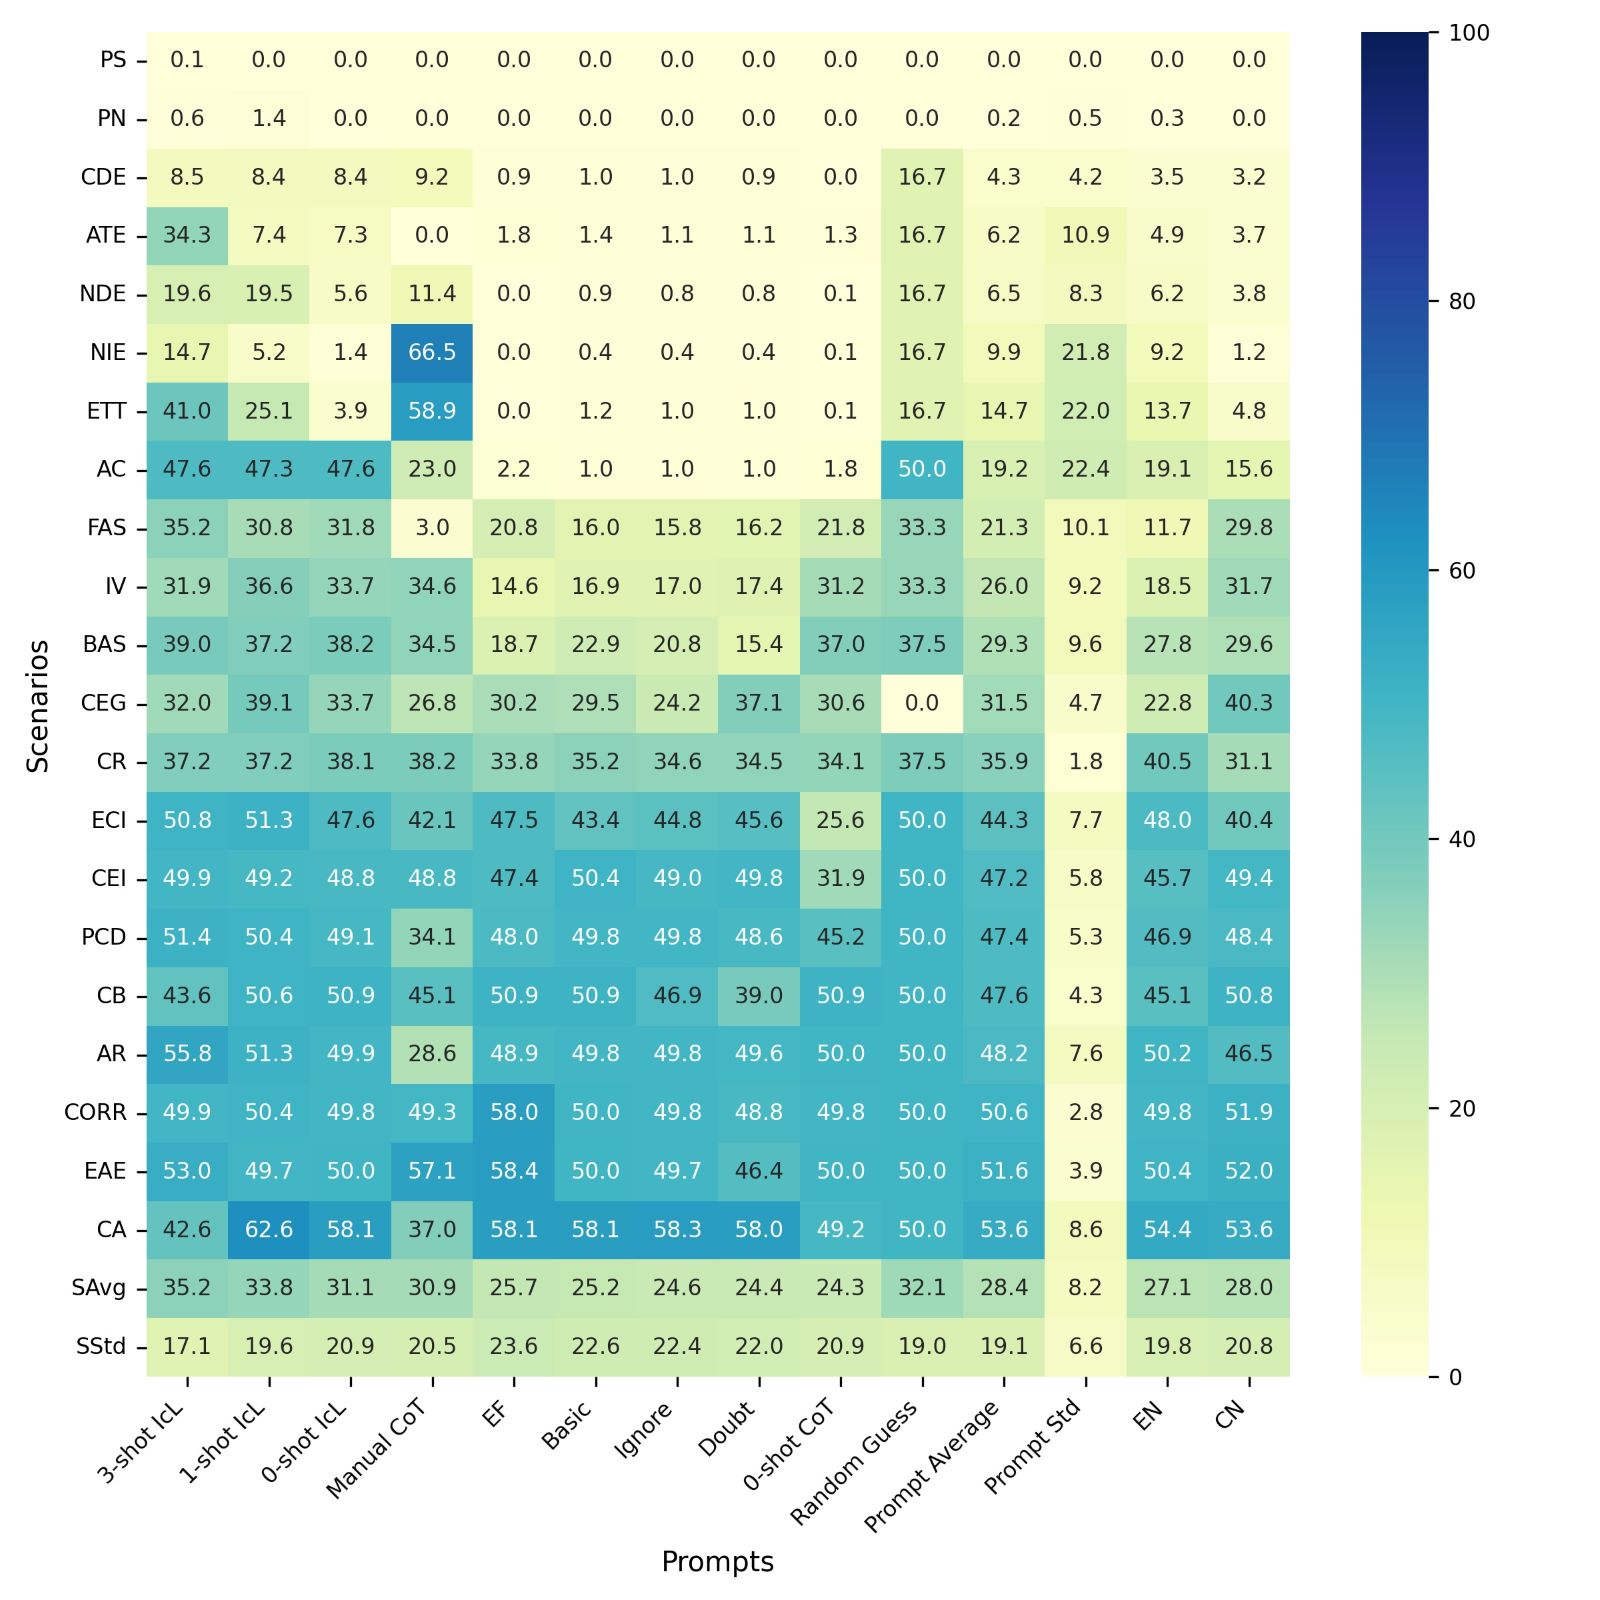 PS 0.1 0.0 0.0 0.0 0.0 0.0 0.0 0.0 0.0 0.0 0.0 0.0 0.0 0.0
PN 0.6 1.4 0.0 0.0 0.0 0.0 0.0 0.0 0.0 0.0 0.2 0.5 0.3 0.0
CDE 8.5 8.4 8.4 9.2 0.9 1.0 1.0 0.9 0.0 16.7 4.3 4.2 3.5 3.2
ATE 34.3 7.4 7.3 0.0 1.8 1.4 1.1 1.1 1.3 16.7 6.2 10.9 4.9 3.7
NDE 19.6 19.5 5.6 11.4 0.0 0.9 0.8 0.8 0.1 16.7 6.5 8.3 6.2 3.8
NIE 14.7 5.2 1.4 66.5 0.0 0.4 0.4 0.4 0.1 16.7 9.9 21.8 9.2 1.2
ETT 41.0 25.1 3.9 58.9 0.0 1.2 1.0 1.0 0.1 16.7 14.7 22.0 13.7 4.8
AC 47.6 47.3 47.6 23.0 2.2 1.0 1.0 1.0 1.8 50.0 19.2 22.4 19.1 15.6
FAS 35.2 30.8 31.8 3.0 20.8 16.0 15.8 16.2 21.8 33.3 21.3 10.1 11.7 29.8
IV 31.9 36.6 33.7 34.6 14.6 16.9 17.0 17.4 31.2 33.3 26.0 9.2 18.5 31.7
BAS 39.0 37.2 38.2 34.5 18.7 22.9 20.8 15.4 37.0 37.5 29.3 9.6 27.8 29.6
CEG 32.0 39.1 33.7 26.8 30.2 29.5 24.2 37.1 30.6 0.0 31.5 4.7 22.8 40.3
CR 37.2 37.2 38.1 38.2 33.8 35.2 34.6 34.5 34.1 37.5 35.9 1.8 40.5 31.1
ECI 50.8 51.3 47.6 42.1 47.5 43.4 44.8 45.6 25.6 50.0 44.3 7.7 48.0 40.4
CEI 49.9 49.2 48.8 48.8 47.4 50.4 49.0 49.8 31.9 50.0 47.2 5.8 45.7 49.4
PCD 51.4 50.4 49.1 34.1 48.0 49.8 49.8 48.6 45.2 50.0 47.4 5.3 46.9 48.4
CB 43.6 50.6 50.9 45.1 50.9 50.9 46.9 39.0 50.9 50.0 47.6 4.3 45.1 50.8
AR 55.8 51.3 49.9 28.6 48.9 49.8 49.8 49.6 50.0 50.0 48.2 7.6 50.2 46.5
CORR 49.9 50.4 49.8 49.3 58.0 50.0 49.8 48.8 49.8 50.0 50.6 2.8 49.8 51.9
EAE 53.0 49.7 50.0 57.1 58.4 50.0 49.7 46.4 50.0 50.0 51.6 3.9 50.4 52.0
CA 42.6 62.6 58.1 37.0 58.1 58.1 58.3 58.0 49.2 50.0 53.6 8.6 54.4 53.6
SAvg 35.2 33.8 31.1 30.9 25.7 25.2 24.6 24.4 24.3 32.1 28.4 8.2 27.1 28.0
SStd 17.1 19.6 20.9 20.5 23.6 22.6 22.4 22.0 20.9 19.0 19.1 6.6 19.8 20.8
Scenarios
3-shot IcL
1-shot IcL
0-shot IcL
Manual CoT
EF
Basic
Ignore
Doubt
0-shot CoT
Random Guess
Prompt Average
Prompt Std
EN
CN
Prompts
100
80
60
40
20
0